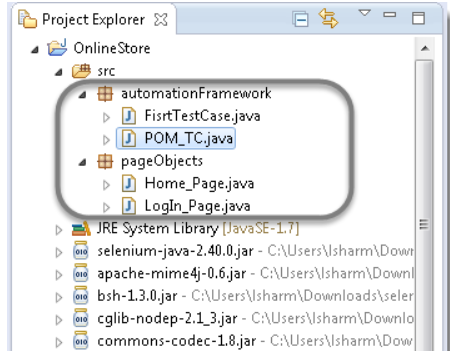 Project Explorer
OnlineStore
src
automationFramework
FisrtTestCase.java
POM_TC.java
pageObjects
Home_Page.java
LogIn_Page.java
JRE System Library [JavaSE-1.7]
selenium-java-2.40.0.jar - C:\Users\lsharm\Down
apache-mime4j-0.6.jar - C:\Users\lsharm\Downl
bsh-1.3.0.jar - C:\Users\lsharm\Downloads\seler
cglib-nodep-2.1_3.jar - C:\Users\lsharm\Downlo
commons-codec-1.8.jar - C:\Users\lsharm\Dow